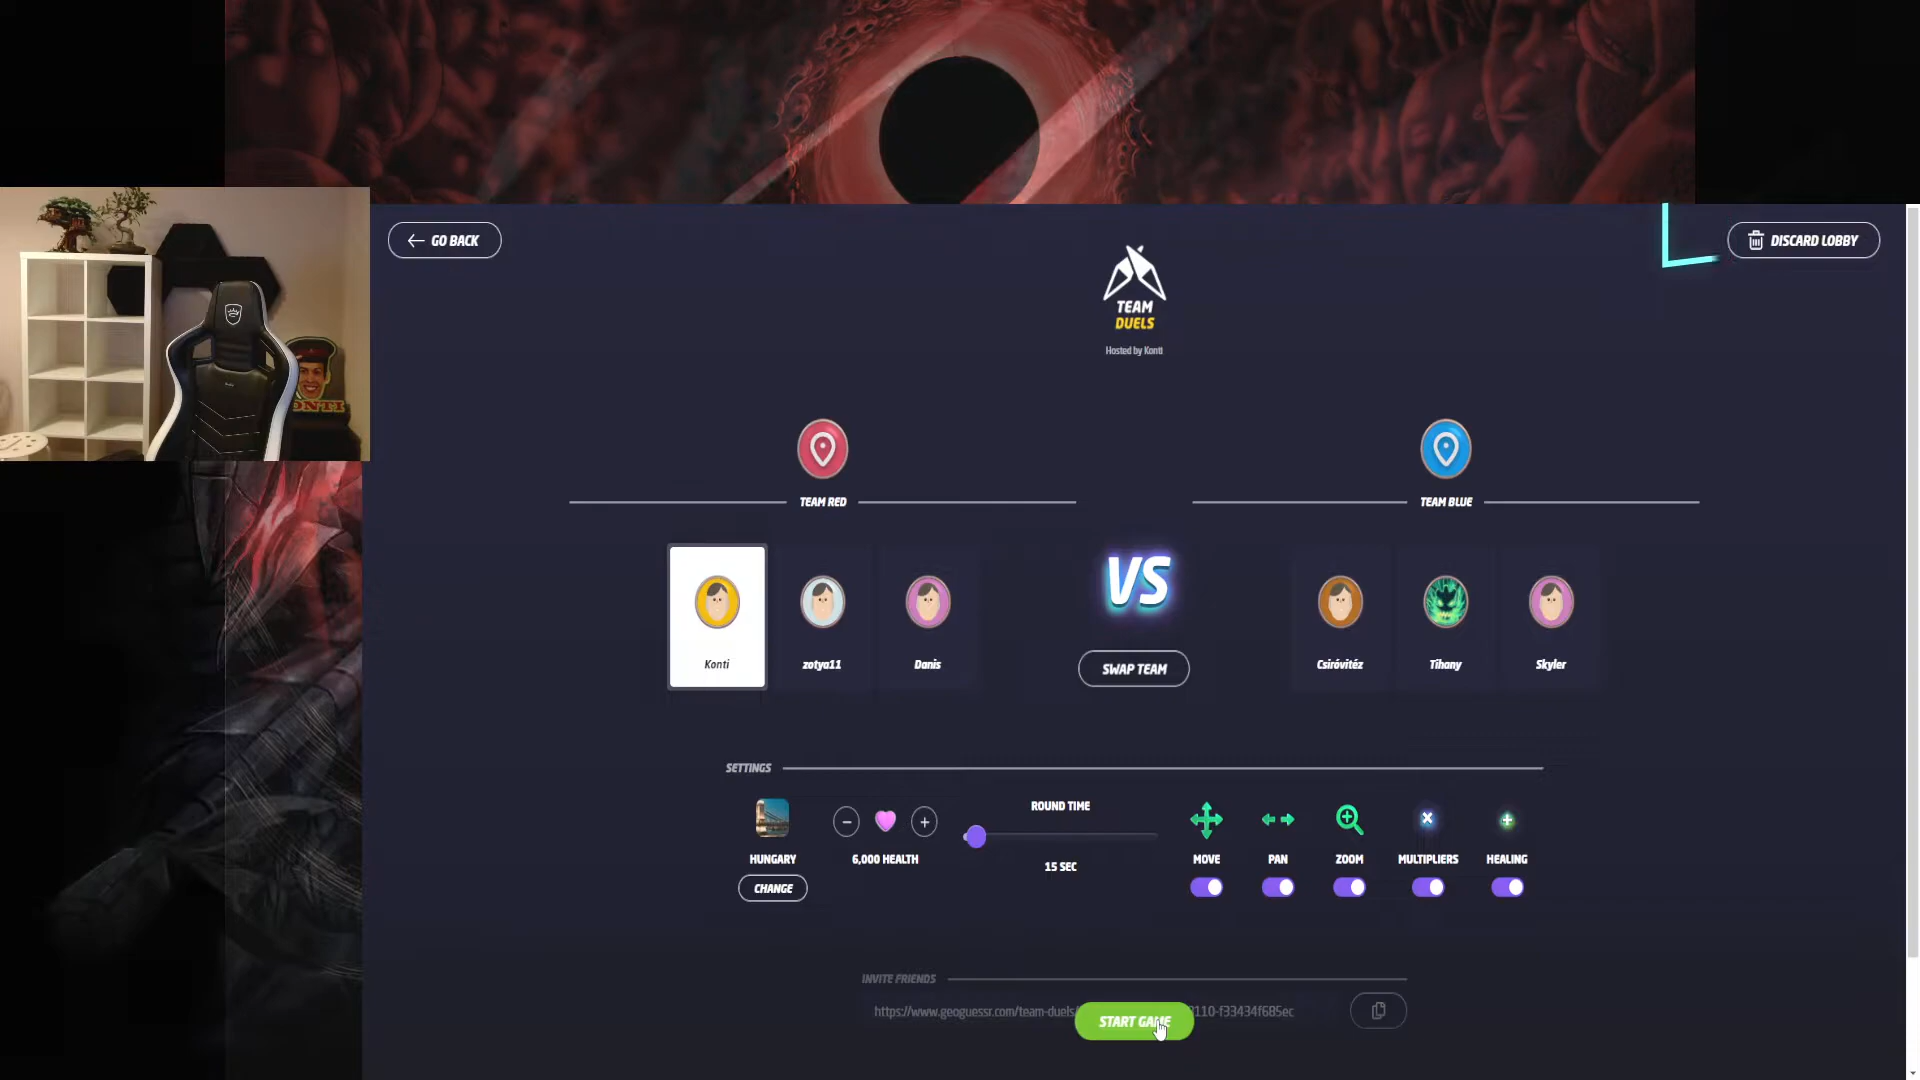 GO BACK
DISCARD LOBBY
TEAM
DUELS
Hosted by Konti
TEAM RED
TEAM BLUE
VS
Konti
zotya11
Danis
SWAP TEAM
Csiróvitéz
Tihany
Skyler
SETTINGS
ROUND TIME
HUNGARY
6,000 HEALTH
15 SEC
MOVE
PAN
ZOOM
MULTIPLIERS
HEALING
CHANGE
INVITE FRIENDS
https://www.geoguessr.com/team-duels/
110-f33434f685ec
START GAME